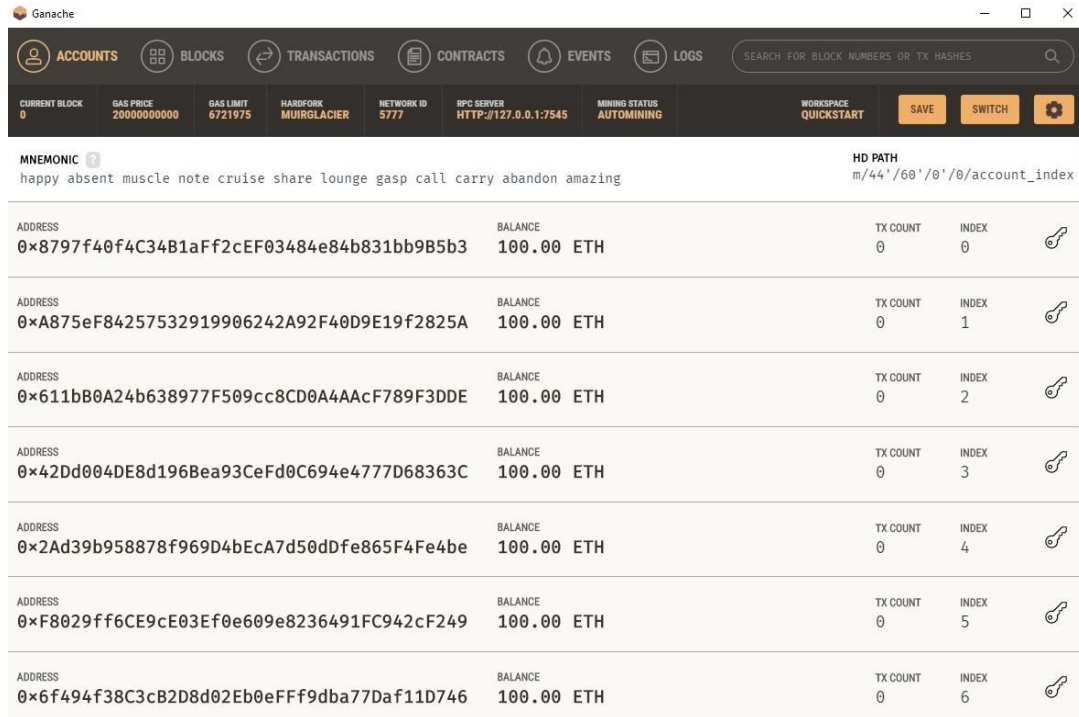 Ganache
ACCOUNTS BLOCKS TRANSACTIONS CONTRACTS EVENTS LOGS SEARCH FOR BLOCK NUMBERS OR TX HASHES
CURRENT BLOCK GAS PRICE GAS LIMIT HARDFORK NETWORK ID RPC SERVER MINING STATUS WORKSPACE
0 20000000000 6721975 MUIRGLACIER 5777 HTTP://127.0.0.1:7545 AUTOMINING QUICKSTART SAVE SWITCH
MNEMONIC ? HD PATH
happy absent muscle note cruise share lounge gasp call carry abandon amazing m/44'/60'/0'/0/account_index
ADDRESS BALANCE TX COUNT INDEX
0×8797f40f4C34B1aFf2cEF03484e84b831bb9B5b3 100.00 ETH 0 0
ADDRESS BALANCE TX COUNT INDEX
0×A875eF84257532919906242A92F40D9E19f2825A 100.00 ETH 0 1
ADDRESS BALANCE TX COUNT INDEX
0×611bB0A24b638977F509cc8CD0A4AAcF789F3DDE 100.00 ETH 0 2
ADDRESS BALANCE TX COUNT INDEX
0×42Dd004DE8d196Bea93CeFd0C694e4777D68363C 100.00 ETH 0 3
ADDRESS BALANCE TX COUNT INDEX
0×2Ad39b958878f969D4bEcA7d50dDfe865F4Fe4be 100.00 ETH 0 4
ADDRESS BALANCE TX COUNT INDEX
0×F8029ff6CE9cE03Ef0e609e8236491FC942cF249 100.00 ETH 0 5
ADDRESS BALANCE TX COUNT INDEX
0×6f494f38C3cB2D8d02Eb0eFFf9dba77Daf11D746 100.00 ETH 0 6